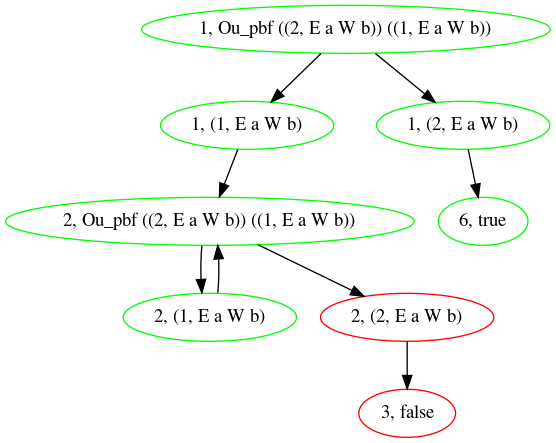 1, Ou_pbf ((2, E a W b)) ((1, E a W b))
1, (1, E a W b)
1, (2, E a W b)
2, Ou_pbf ((2, E a W b)) ((1, E a W b))
6, true
2, (1, E a W b)
2, (2, E a W b)
3, false